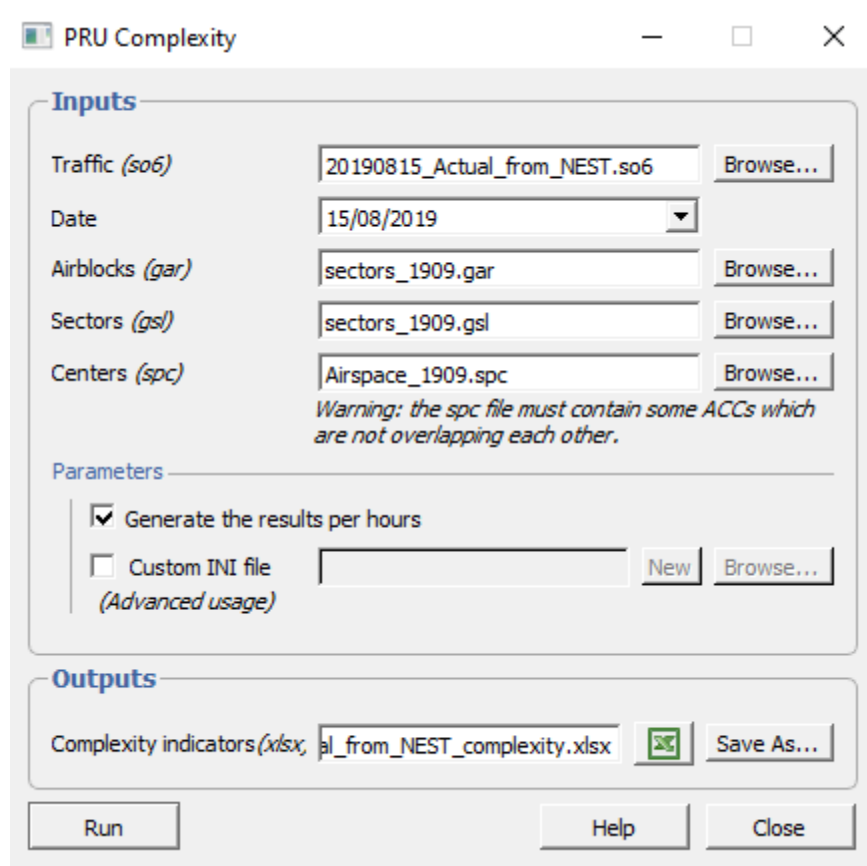 PRU Complexity
Inputs
Traffic (so6) 20190815_Actual_from_NEST.so6 Browse...
Date 15/08/2019
Airblocks (gar) sectors_1909.gar Browse...
Sectors (gsl) sectors_1909.gsl Browse...
Centers (spc) Airspace_1909.spc Browse...
Warning: the spc file must contain some ACCs which
are not overlapping each other.
Parameters
Generate the results per hours
Custom INI file New Browse...
(Advanced usage)
Outputs
Complexity indicators (xlsx, al_from_NEST_complexity.xlsx Save As...
Run Help Close